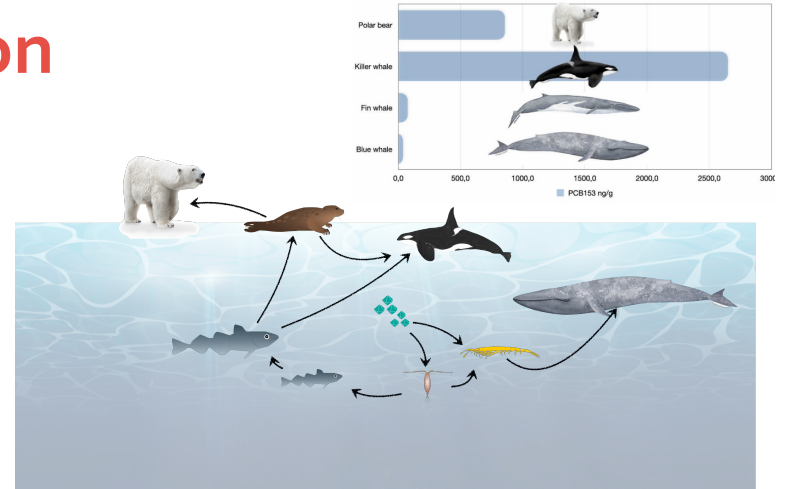 on
Polar bear
Killer whale
Fin whale
Blue whale
0,0 500,0 1000,0 1500,0 2000,0 2500,0 3000
PCB153 ng/g